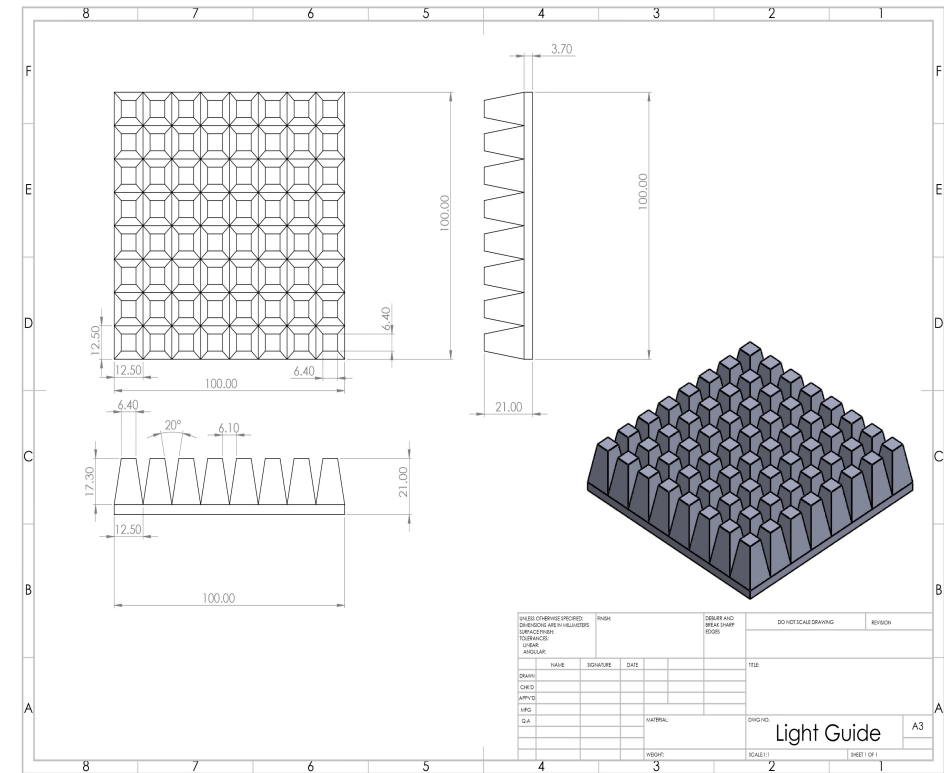 8 7 6 5 4 3 2 1
F F
E E
D D
C C
B B
A A
3.70
100.00
100.00
6.40
12.50
12.50
6.40
100.00
21.00
6.40
20°
6.10
17.30
21.00
12.50
100.00
UNLESS OTHERWISE SPECIFIED:
DIMENSIONS ARE IN MILLIMETERS
SURFACE FINISH:
TOLERANCES:
LINEAR:
ANGULAR:
FINISH:
DEBURR AND
BREAK SHARP
EDGES
DO NOT SCALE DRAWING
REVISION
NAME SIGNATURE DATE
DRAWN
CHK'D
APPV'D
MFG
Q.A
MATERIAL:
WEIGHT:
TITLE:
DWG NO.
Light Guide
A3
SCALE:1:1
SHEET 1 OF 1
8 7 6 5 4 3 2 1